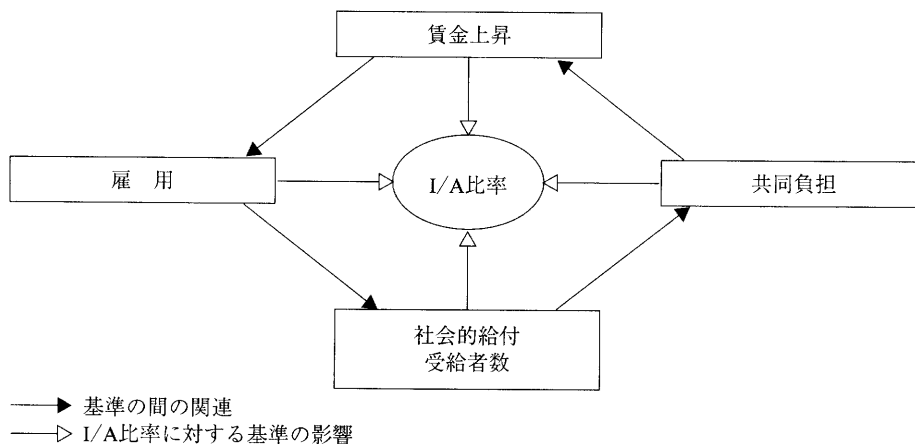 賃金上昇
雇　用
I/A比率
共同負担
社会的給付
受給者数
基準の間の関連
I/A比率に対する基準の影響